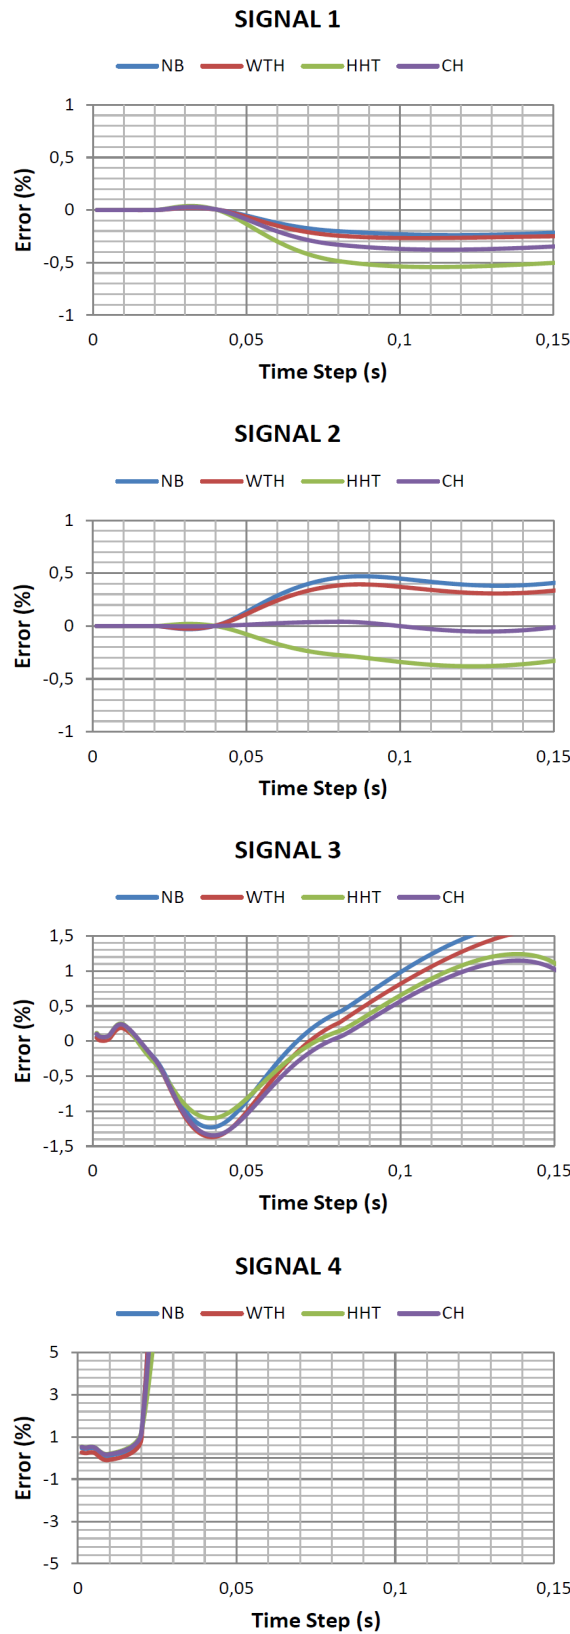 SIGNAL 1
NB WTH HHT CH
1
0,5
0
-0,5
-1
Error (%)
0 0,05 0,1 0,15
Time Step (s)
SIGNAL 2
NB WTH HHT CH
1
0,5
0
-0,5
-1
Error (%)
0 0,05 0,1 0,15
Time Step (s)
SIGNAL 3
NB WTH HHT CH
1,5
1
0,5
0
-0,5
-1
-1,5
Error (%)
0 0,05 0,1 0,15
Time Step (s)
SIGNAL 4
NB WTH HHT CH
5
3
1
-1
-3
-5
Error (%)
0 0,05 0,1 0,15
Time Step (s)